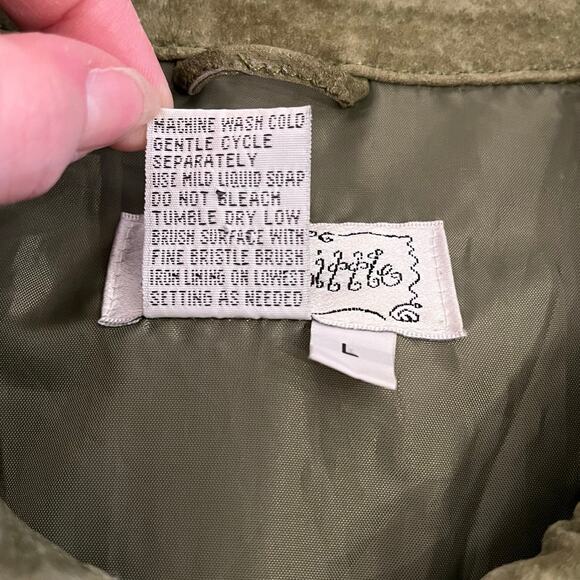 MACHINE WASH COLD
GENTLE CYCLE
SEPARATELY
USE MILD LIQUID SOAP
DO NOT BLEACH
TUMBLE DRY LOW
BRUSH SURFACE WITH
FINE BRISTLE BRUSH
IRON LINING ON LOWEST
SETTING AS NEEDED
L